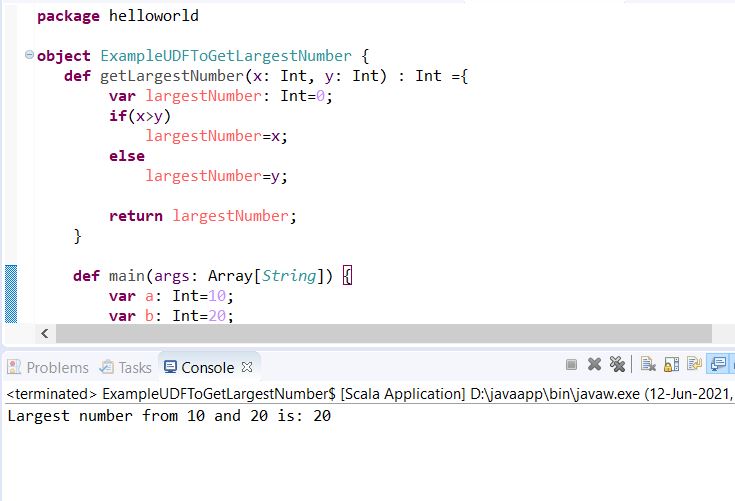 package helloworld
object ExampleUDFToGetLargestNumber {
def getLargestNumber(x: Int, y: Int) : Int ={
var largestNumber: Int=0;
if(x>y)
largestNumber=x;
else
largestNumber=y;
return largestNumber;
}
def main(args: Array[String]) {
var a: Int=10;
var b: Int=20;
Problems Tasks Console
<terminated> ExampleUDFToGetLargestNumber$ [Scala Application] D:\javaapp\bin\javaw.exe (12-Jun-2021,
Largest number from 10 and 20 is: 20